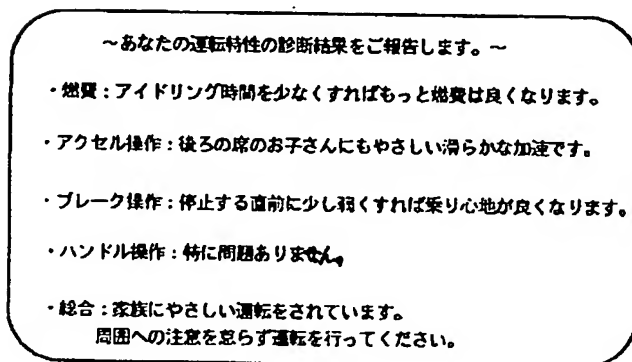 ～あなたの運転特性の診断結果をご報告します。～
・燃費：アイドリング時間を少なくすればもっと燃費は良くなります。
・アクセル操作：後ろの席のお子さんにもやさしい滑らかな加速です。
・ブレーク操作：停止する直前に少し弱くすれば乗り心地が良くなります。
・ハンドル操作：特に問題ありません。
・総合：家族にやさしい運転をされています。
周囲への注意を怠らず運転を行ってください。